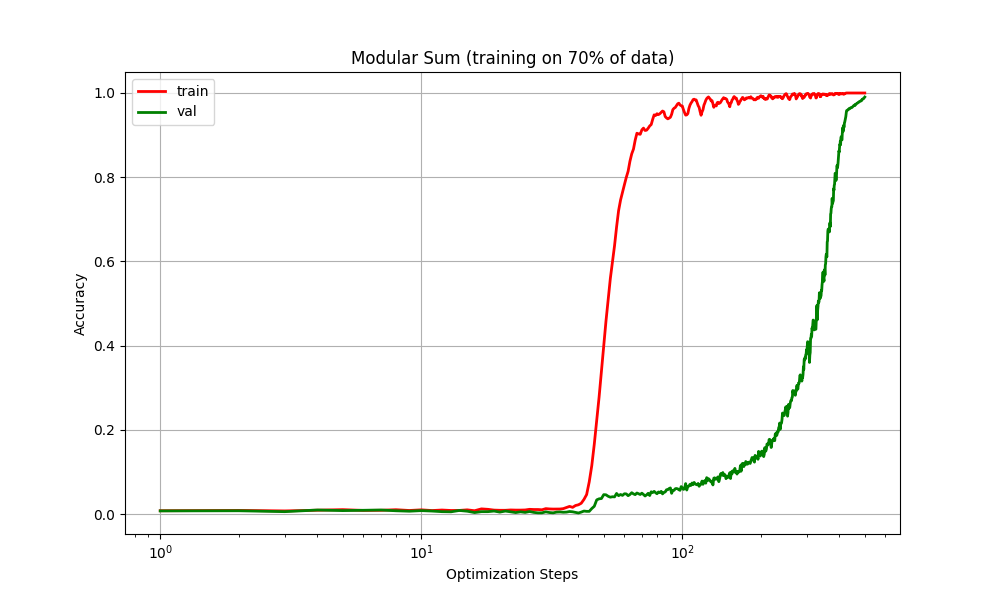 Modular Sum (training on 70% of data)
train
val
1.0
0.8
0.6
0.4
0.2
0.0
Accuracy
10⁰
10¹
10²
Optimization Steps